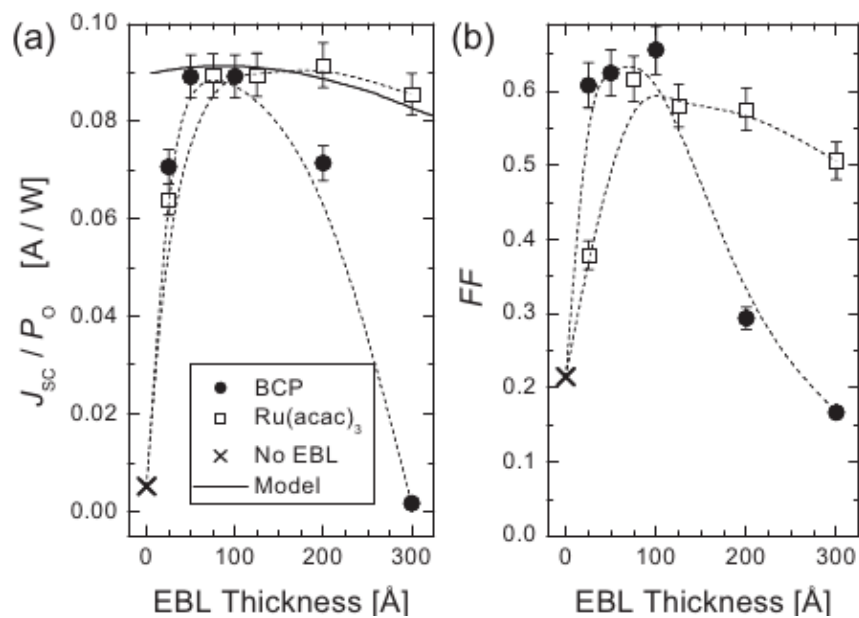 (a)
0.10
0.08
0.06
0.04
0.02
0.00
J_SC / P_O [A / W]
BCP
Ru(acac)₃
No EBL
Model
0
100
200
300
EBL Thickness [Å]
(b)
0.6
0.5
0.4
0.3
0.2
0.1
0.0
FF
0
100
200
300
EBL Thickness [Å]